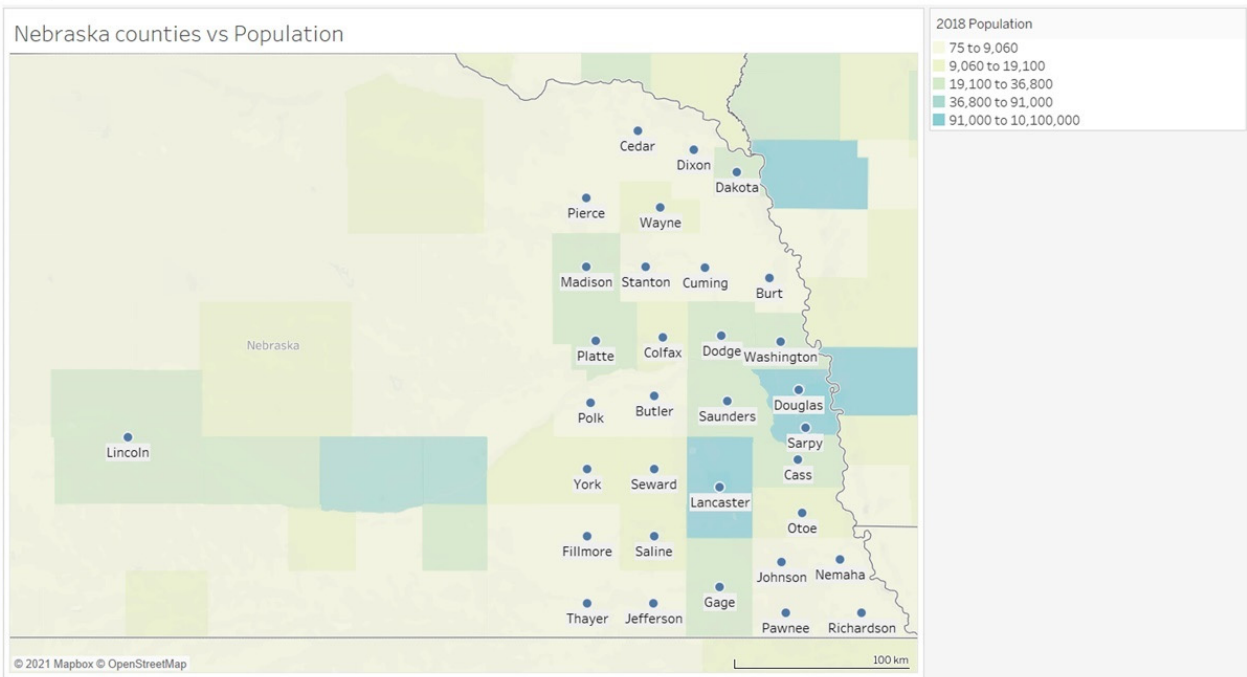 Nebraska counties vs Population
Cedar
Dixon
Dakota
Pierce
Wayne
Madison
Stanton
Cuming
Burt
Platte
Colfax
Dodge
Washington
Nebraska
Polk
Butler
Saunders
Douglas
Sarpy
Lincoln
York
Seward
Lancaster
Cass
Otoe
Fillmore
Saline
Johnson
Nemaha
Thayer
Jefferson
Gage
Pawnee
Richardson
© 2021 Mapbox © OpenStreetMap
100 km
2018 Population
75 to 9,060
9,060 to 19,100
19,100 to 36,800
36,800 to 91,000
91,000 to 10,100,000